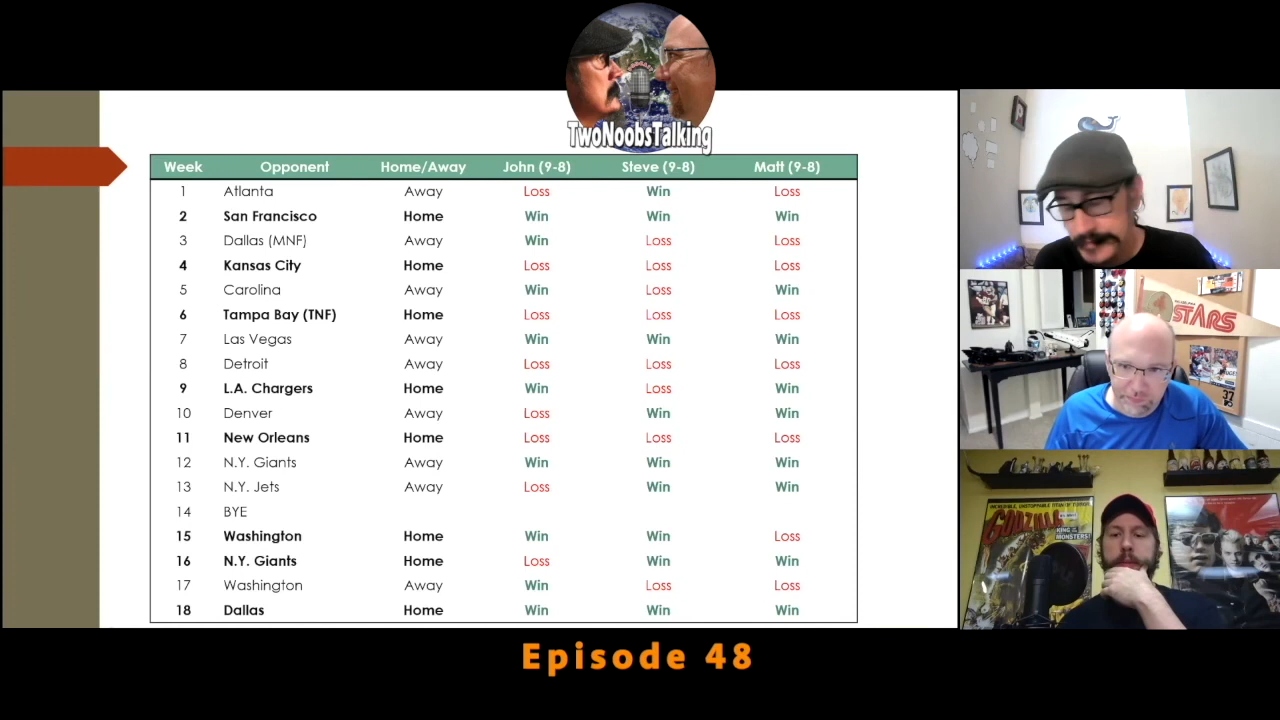 TwoNoobsTalking
Week Opponent Home/Away John (9-8) Steve (9-8) Matt (9-8)
1 Atlanta Away Loss Win Loss
2 San Francisco Home Win Win Win
3 Dallas (MNF) Away Win Loss Loss
4 Kansas City Home Loss Loss Loss
5 Carolina Away Win Loss Win
6 Tampa Bay (TNF) Home Loss Loss Loss
7 Las Vegas Away Win Win Win
8 Detroit Away Loss Loss Loss
9 L.A. Chargers Home Win Loss Win
10 Denver Away Loss Win Win
11 New Orleans Home Loss Loss Loss
12 N.Y. Giants Away Win Win Win
13 N.Y. Jets Away Loss Win Win
14 BYE
15 Washington Home Win Win Loss
16 N.Y. Giants Home Loss Win Win
17 Washington Away Win Loss Loss
18 Dallas Home Win Win Win
P
PHILADELPHIA
STARS
37
GODZILLA
KING OF THE
MONSTERS!
Episode 48